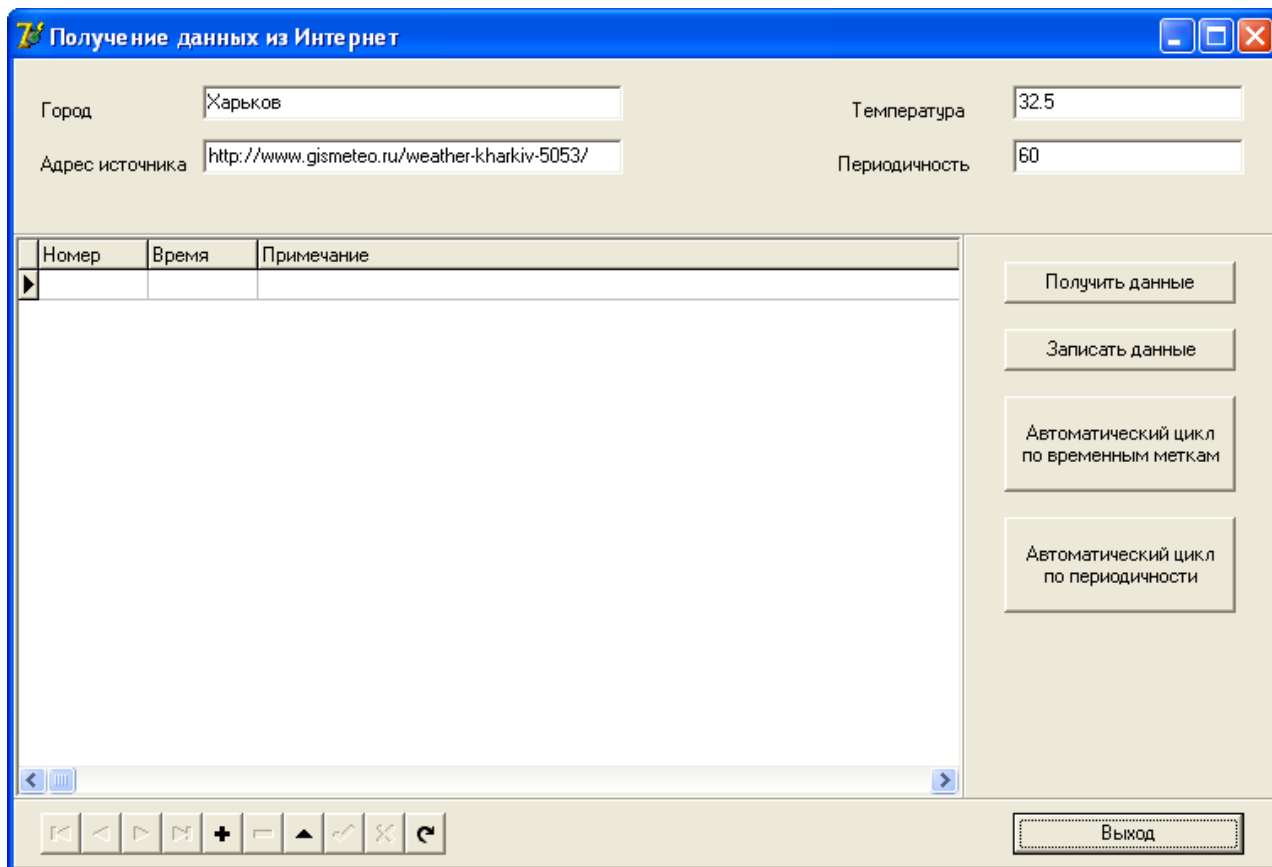 Получение данных из Интернет
Город
Харьков
Температура
32.5
Адрес источника
http://www.gismeteo.ru/weather-kharkiv-5053/
Периодичность
60
Номер Время Примечание
Получить данные
Записать данные
Автоматический цикл
по временным меткам
Автоматический цикл
по периодичности
Выход